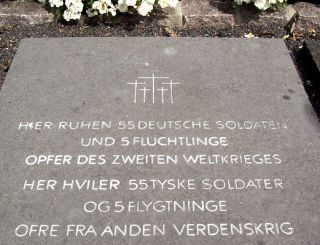 HIER RUHEN 55 DEUTSCHE SOLDATEN
UND 5 FLÜCHTLINGE
OPFER DES ZWEITEN WELTKRIEGES
HER HVILER 55 TYSKE SOLDATER
OG 5 FLYGTNINGE
OFRE FRA ANDEN VERDENSKRIG